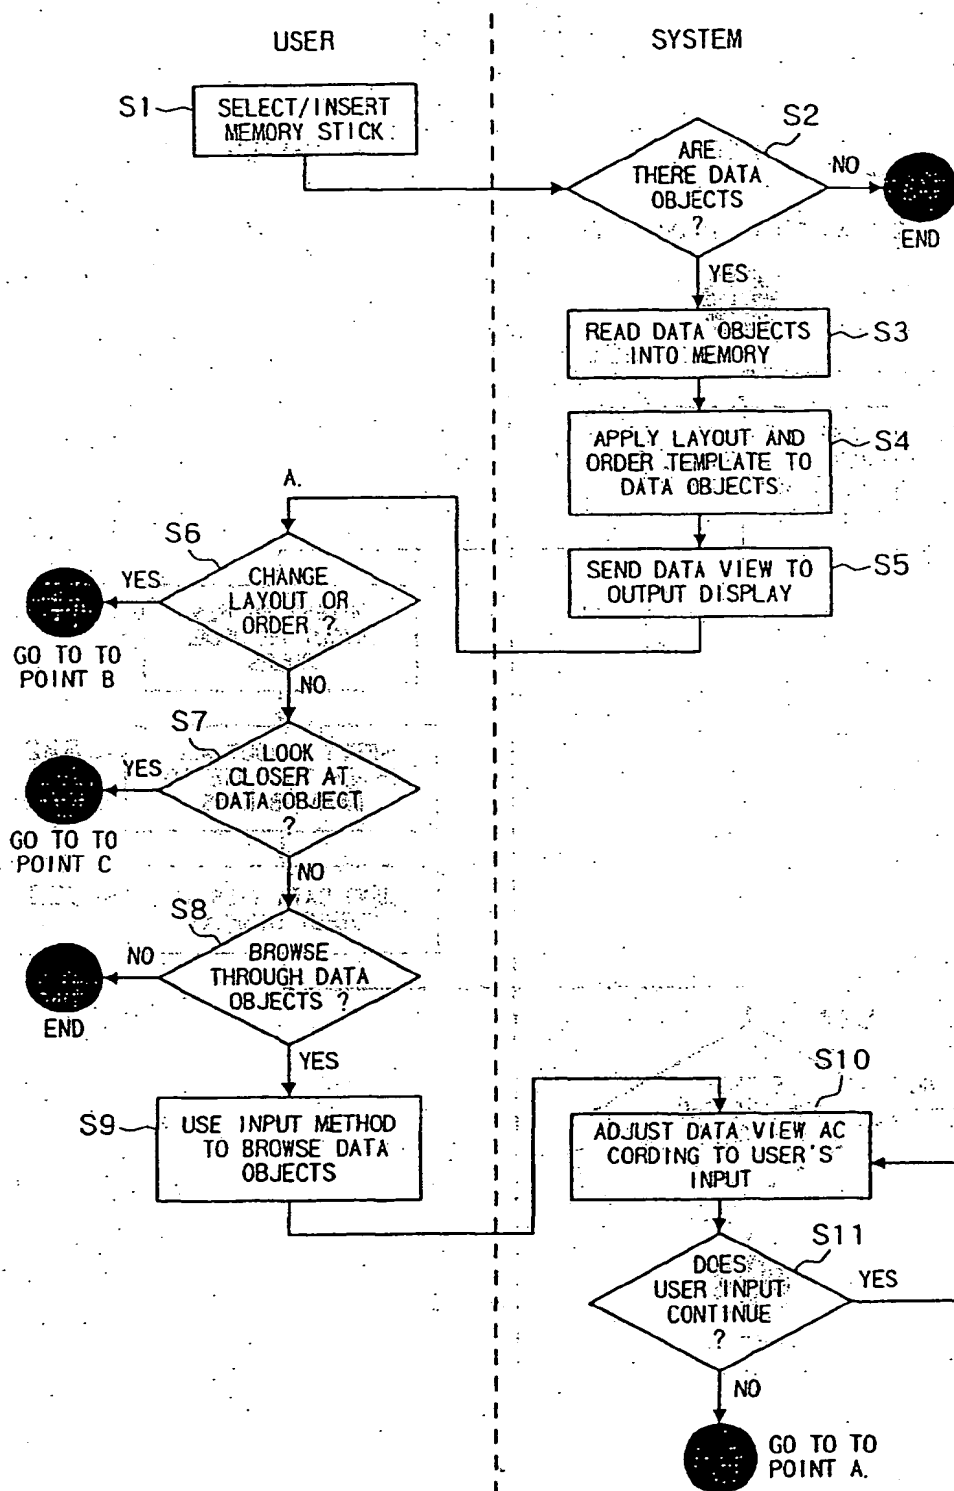 USER
SYSTEM
S1
SELECT/INSERT
MEMORY STICK
S2
ARE
THERE DATA
OBJECTS
?
NO
END
YES
READ DATA OBJECTS
INTO MEMORY
S3
APPLY LAYOUT AND
ORDER TEMPLATE TO
DATA OBJECTS
S4
SEND DATA VIEW TO
OUTPUT DISPLAY
S5
A.
S6
CHANGE
LAYOUT OR
ORDER ?
YES
GO TO TO
POINT B
NO
S7
LOOK
CLOSER AT
DATA OBJECT
?
YES
GO TO TO
POINT C
NO
S8
BROWSE
THROUGH DATA
OBJECTS ?
NO
END
YES
S9
USE INPUT METHOD
TO BROWSE DATA
OBJECTS
S10
ADJUST DATA VIEW AC
CORDING TO USER'S
INPUT
S11
DOES
USER INPUT
CONTINUE
?
YES
NO
GO TO TO
POINT A.